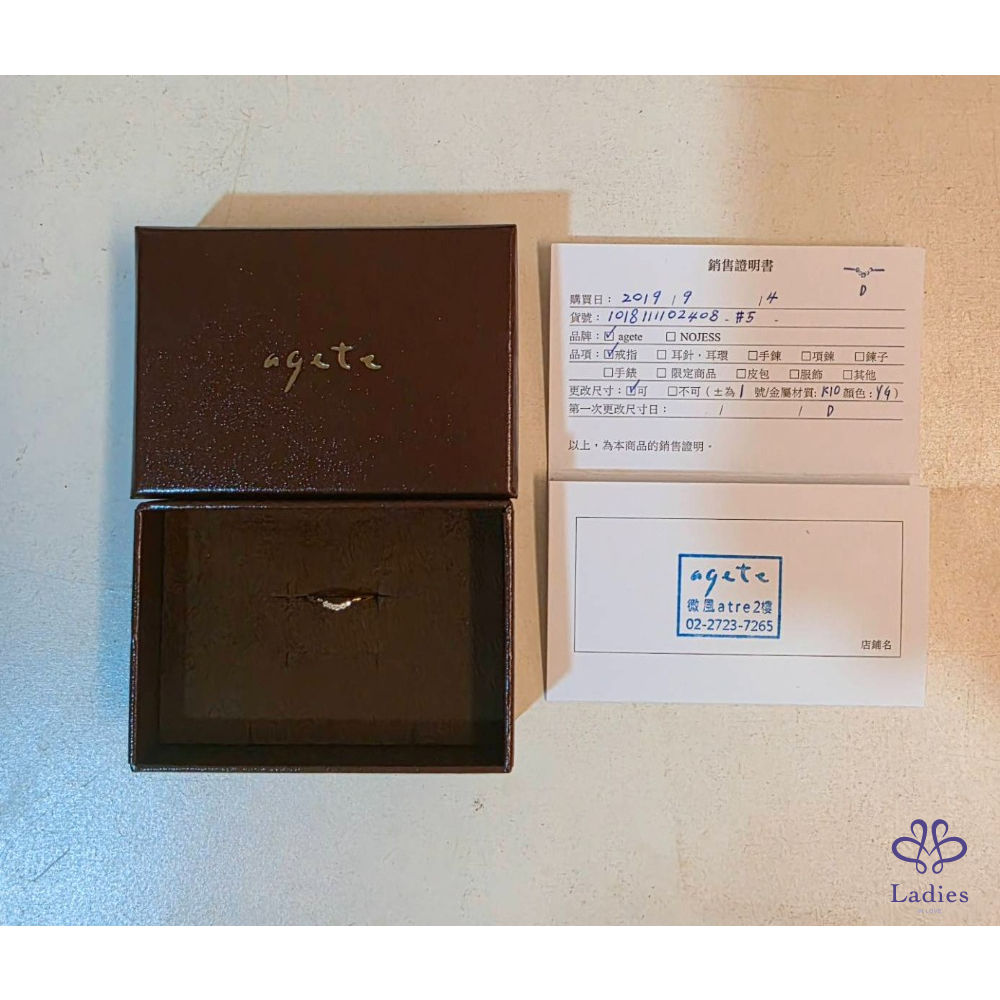 agete
銷售證明書
D
購買日： 2019 / 9 / 4
貨號： 1018111102408 - #5 -
品牌：☑ agete □ NOJESS
品項：☑戒指 □ 耳針，耳環 □手鍊 □項鍊 □鍊子
□手錶 □ 限定商品 □皮包 □服飾 □其他
更改尺寸：☑可 □不可 ( ±為 1 號/金屬材質: K10 顏色: YG )
第一次更改尺寸日： / / D
以上，為本商品的銷售證明。
agete
微風atre2樓
02-2723-7265
店鋪名
Ladies